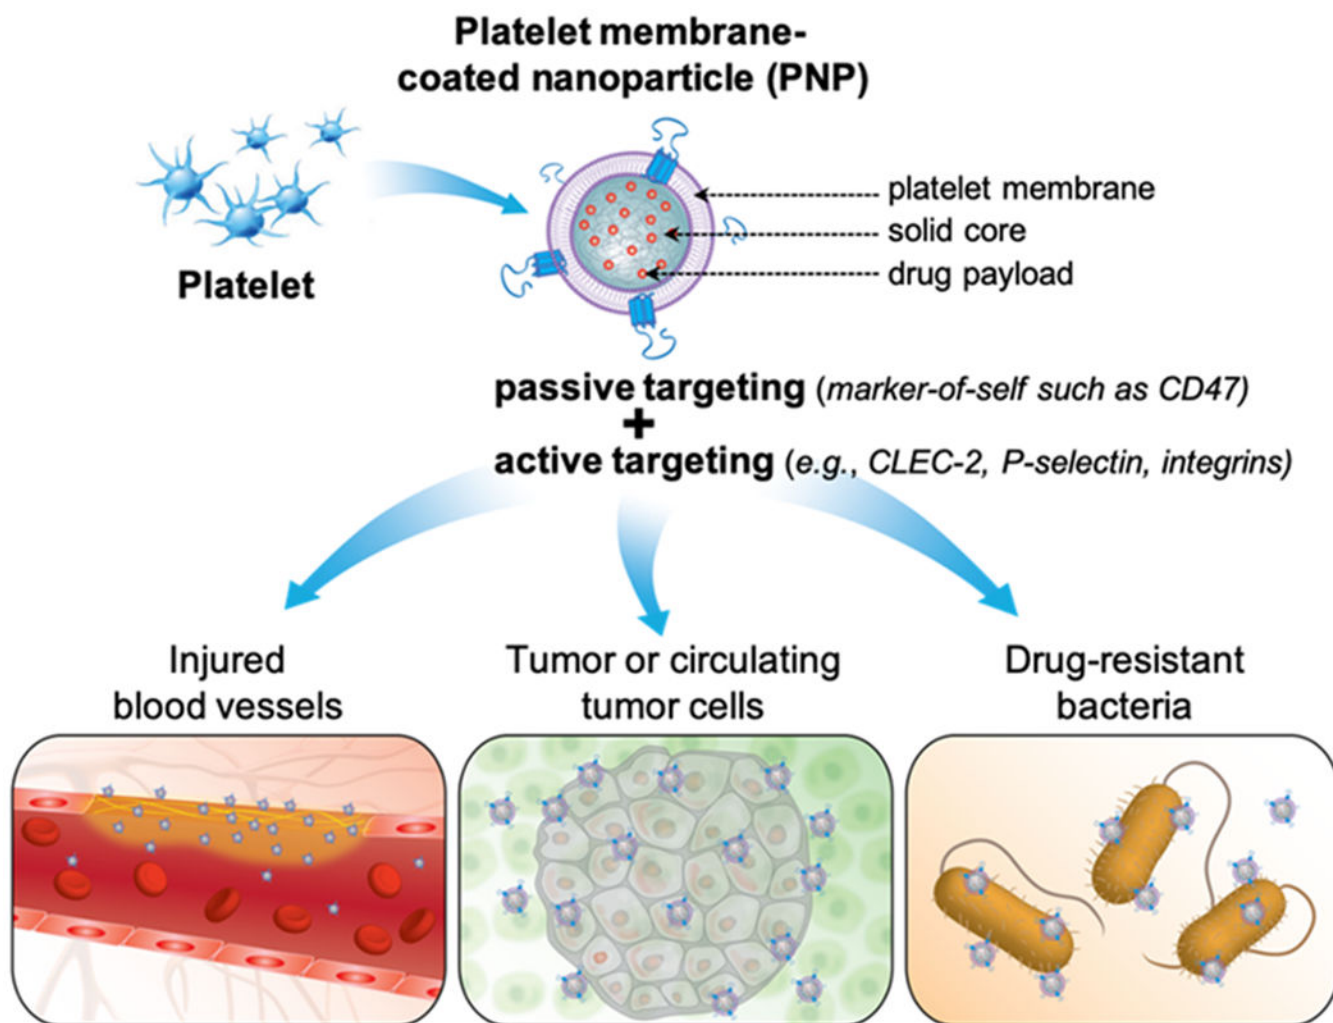 Platelet membrane-
coated nanoparticle (PNP)
platelet membrane
solid core
drug payload
Platelet
passive targeting (marker-of-self such as CD47)
+
active targeting (e.g., CLEC-2, P-selectin, integrins)
Injured
blood vessels
Tumor or circulating
tumor cells
Drug-resistant
bacteria